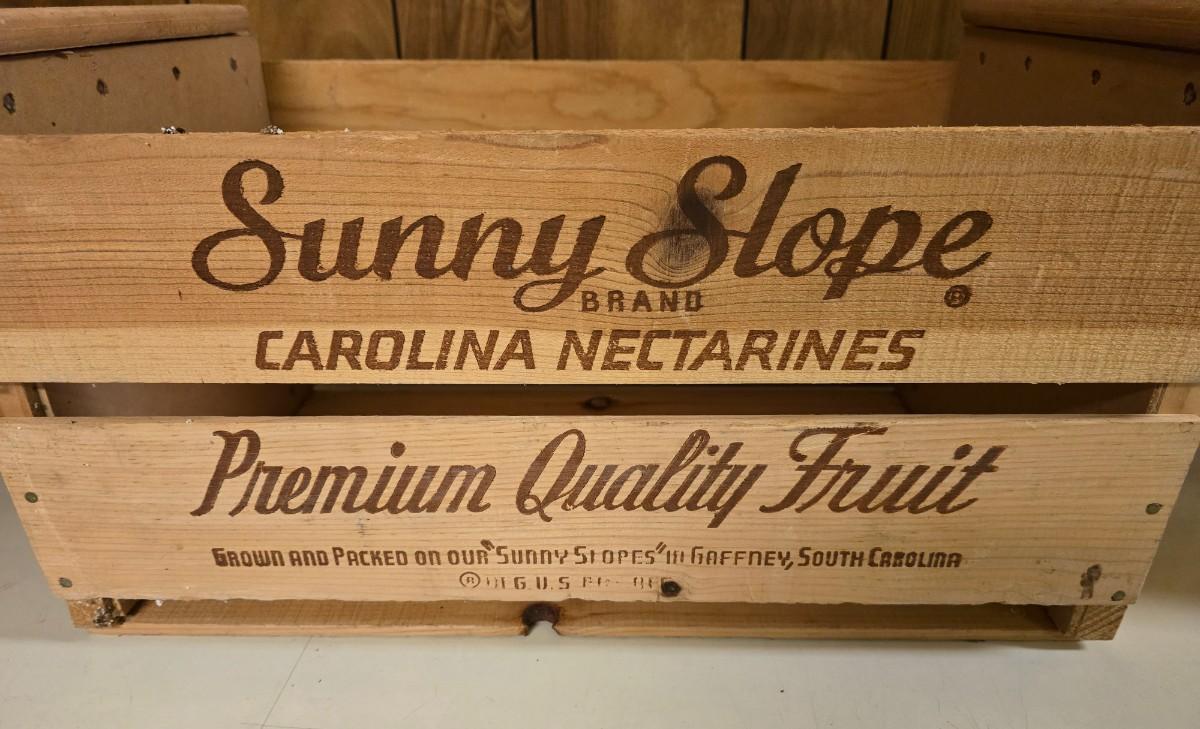 Sunny Slope
BRAND ®
CAROLINA NECTARINES
Premium Quality Fruit
GROWN AND PACKED ON OUR "SUNNY SLOPES" IN GAFFNEY, SOUTH CAROLINA
® REG. U.S.